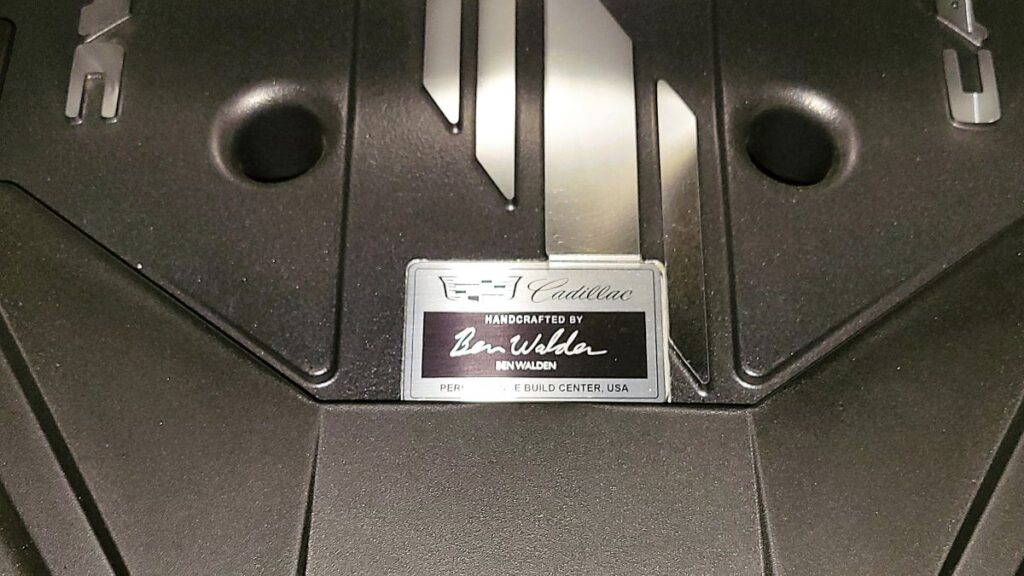 Cadillac
HANDCRAFTED BY
Ben Walden
BEN WALDEN
BUILD CENTER, USA